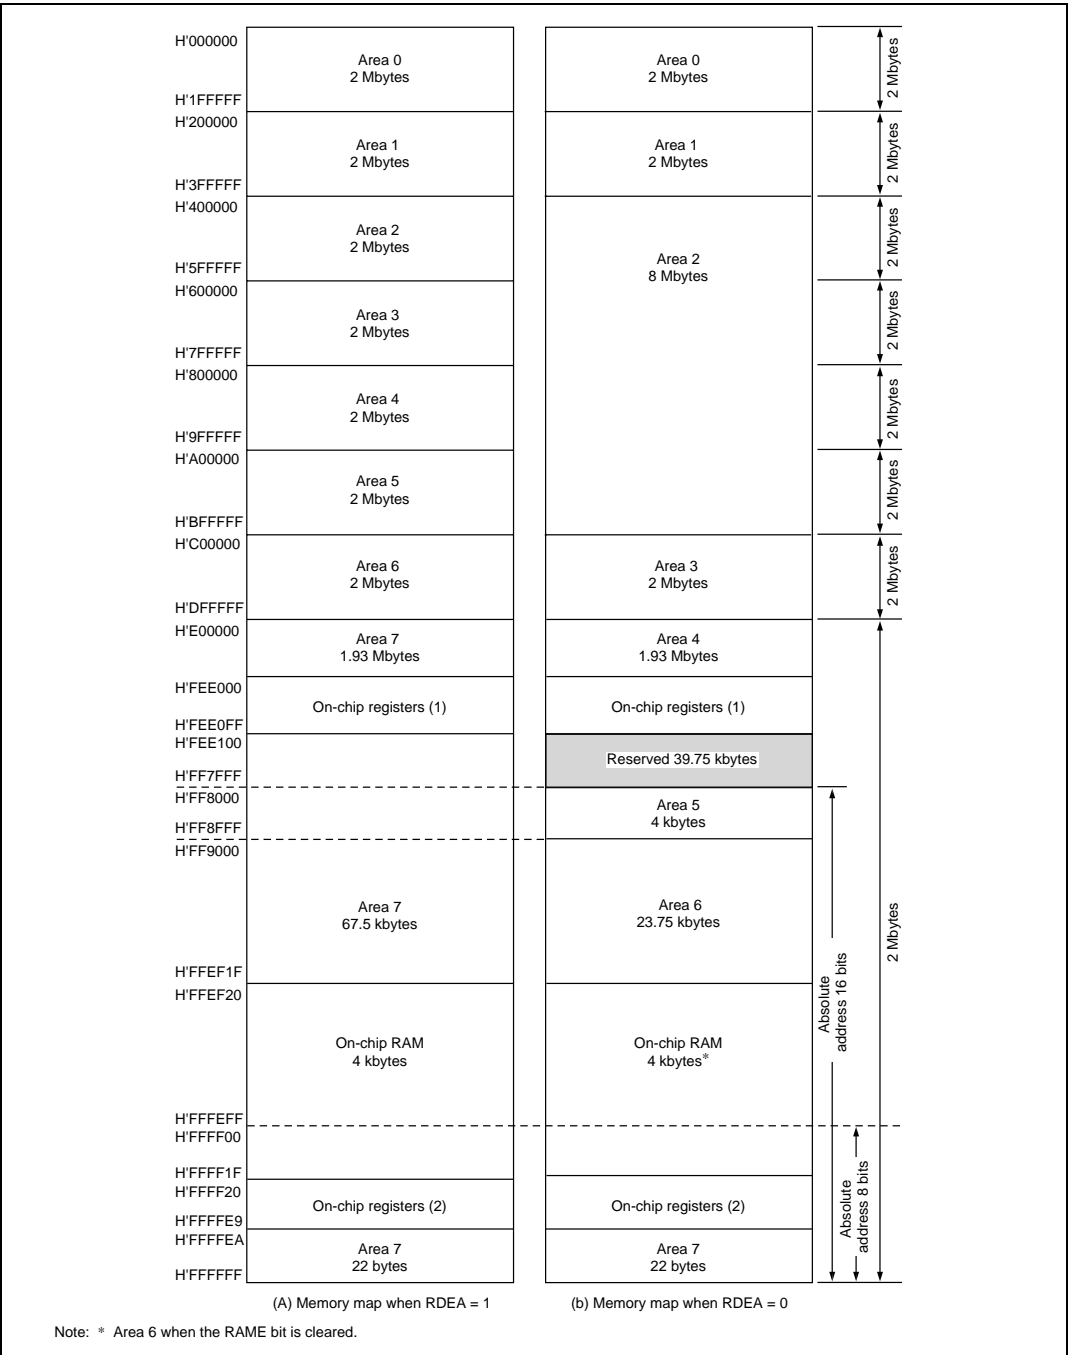 H'000000
Area 0
2 Mbytes
H'1FFFFF
H'200000
Area 1
2 Mbytes
H'3FFFFF
H'400000
Area 2
2 Mbytes
H'5FFFFF
H'600000
Area 3
2 Mbytes
H'7FFFFF
H'800000
Area 4
2 Mbytes
H'9FFFFF
H'A00000
Area 5
2 Mbytes
H'BFFFFF
H'C00000
Area 6
2 Mbytes
H'DFFFFF
H'E00000
Area 7
1.93 Mbytes
H'FEE000
On-chip registers (1)
H'FEE0FF
H'FEE100
H'FF7FFF
H'FF8000
H'FF8FFF
H'FF9000
Area 7
67.5 kbytes
H'FFEF1F
H'FFEF20
On-chip RAM
4 kbytes
H'FFFEFF
H'FFFF00
H'FFFF1F
H'FFFF20
On-chip registers (2)
H'FFFFE9
H'FFFFEA
Area 7
22 bytes
H'FFFFFF
(A) Memory map when RDEA = 1
Area 0
2 Mbytes
Area 1
2 Mbytes
Area 2
8 Mbytes
Area 3
2 Mbytes
Area 4
1.93 Mbytes
On-chip registers (1)
Reserved 39.75 kbytes
Area 5
4 kbytes
Area 6
23.75 kbytes
On-chip RAM
4 kbytes*
On-chip registers (2)
Area 7
22 bytes
(b) Memory map when RDEA = 0
2 Mbytes
2 Mbytes
2 Mbytes
2 Mbytes
2 Mbytes
2 Mbytes
2 Mbytes
2 Mbytes
Absolute
address 16 bits
Absolute
address 8 bits
Note: * Area 6 when the RAME bit is cleared.